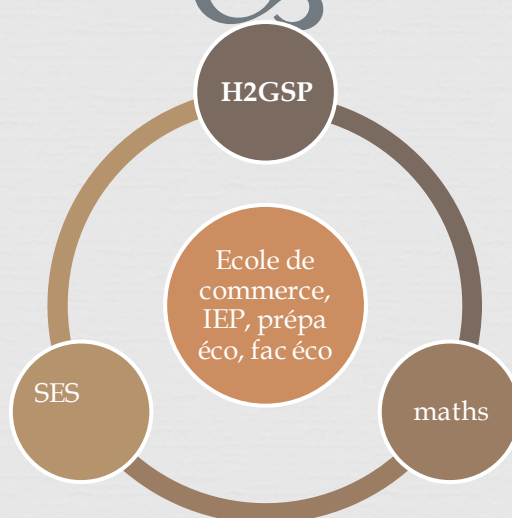 H2GSP
Ecole de
commerce,
IEP, prépa
éco, fac éco
SES
maths